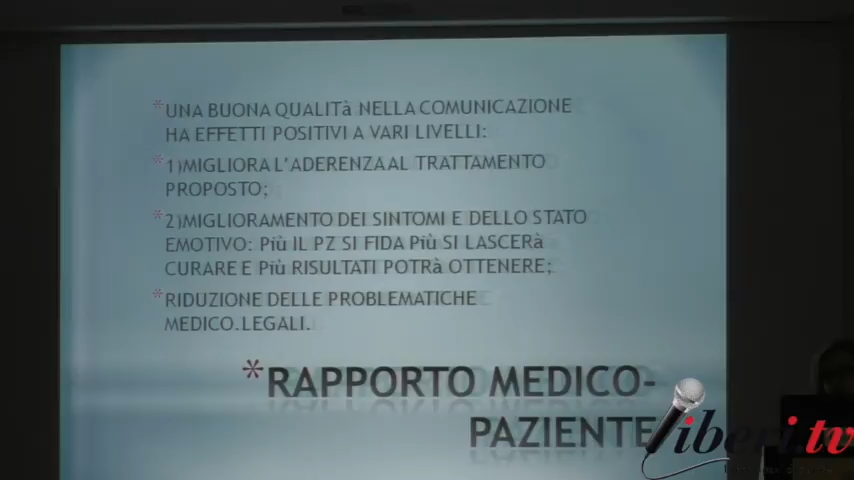 *UNA BUONA QUALITà NELLA COMUNICAZIONE
HA EFFETTI POSITIVI A VARI LIVELLI:
*1)MIGLIORA L'ADERENZA AL TRATTAMENTO
PROPOSTO;
*2)MIGLIORAMENTO DEI SINTOMI E DELLO STATO
EMOTIVO: Più IL PZ SI FIDA Più SI LASCERà
CURARE E Più RISULTATI POTRà OTTENERE;
*RIDUZIONE DELLE PROBLEMATICHE
MEDICO.LEGALI.
*RAPPORTO MEDICO-
PAZIENTE
liberi.tv